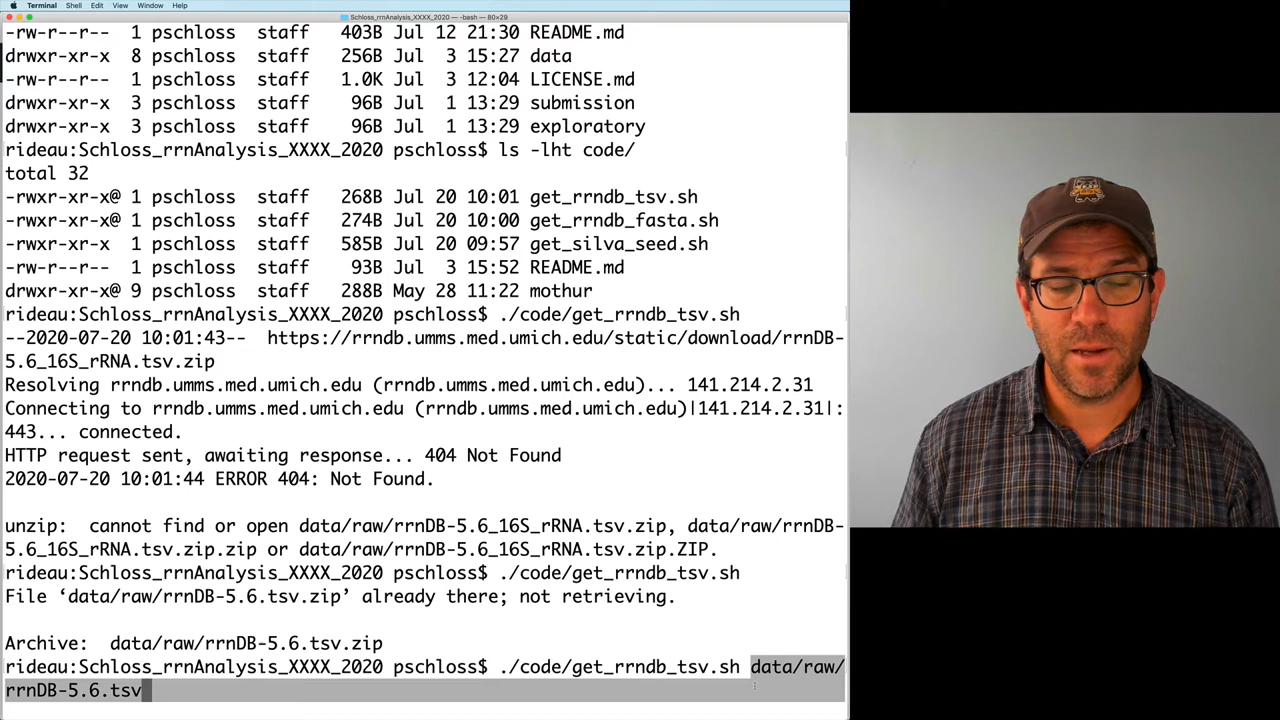 Terminal Shell Edit View Window Help
Schloss_rrnAnalysis_XXXX_2020 — -bash — 80×29
-rw-r--r-- 1 pschloss staff 403B Jul 12 21:30 README.md
drwxr-xr-x 8 pschloss staff 256B Jul 3 15:27 data
-rw-r--r-- 1 pschloss staff 1.0K Jul 3 12:04 LICENSE.md
drwxr-xr-x 3 pschloss staff 96B Jul 1 13:29 submission
drwxr-xr-x 3 pschloss staff 96B Jul 1 13:29 exploratory
rideau:Schloss_rrnAnalysis_XXXX_2020 pschloss$ ls -lht code/
total 32
-rwxr-xr-x@ 1 pschloss staff 268B Jul 20 10:01 get_rrndb_tsv.sh
-rwxr-xr-x@ 1 pschloss staff 274B Jul 20 10:00 get_rrndb_fasta.sh
-rwxr-xr-x 1 pschloss staff 585B Jul 20 09:57 get_silva_seed.sh
-rw-r--r-- 1 pschloss staff 93B Jul 3 15:52 README.md
drwxr-xr-x@ 9 pschloss staff 288B May 28 11:22 mothur
rideau:Schloss_rrnAnalysis_XXXX_2020 pschloss$ ./code/get_rrndb_tsv.sh
--2020-07-20 10:01:43-- https://rrndb.umms.med.umich.edu/static/download/rrnDB-
5.6_16S_rRNA.tsv.zip
Resolving rrndb.umms.med.umich.edu (rrndb.umms.med.umich.edu)... 141.214.2.31
Connecting to rrndb.umms.med.umich.edu (rrndb.umms.med.umich.edu)|141.214.2.31|:
443... connected.
HTTP request sent, awaiting response... 404 Not Found
2020-07-20 10:01:44 ERROR 404: Not Found.
unzip: cannot find or open data/raw/rrnDB-5.6_16S_rRNA.tsv.zip, data/raw/rrnDB-
5.6_16S_rRNA.tsv.zip.zip or data/raw/rrnDB-5.6_16S_rRNA.tsv.zip.ZIP.
rideau:Schloss_rrnAnalysis_XXXX_2020 pschloss$ ./code/get_rrndb_tsv.sh
File ‘data/raw/rrnDB-5.6.tsv.zip’ already there; not retrieving.
Archive: data/raw/rrnDB-5.6.tsv.zip
rideau:Schloss_rrnAnalysis_XXXX_2020 pschloss$ ./code/get_rrndb_tsv.sh data/raw/
rrnDB-5.6.tsv